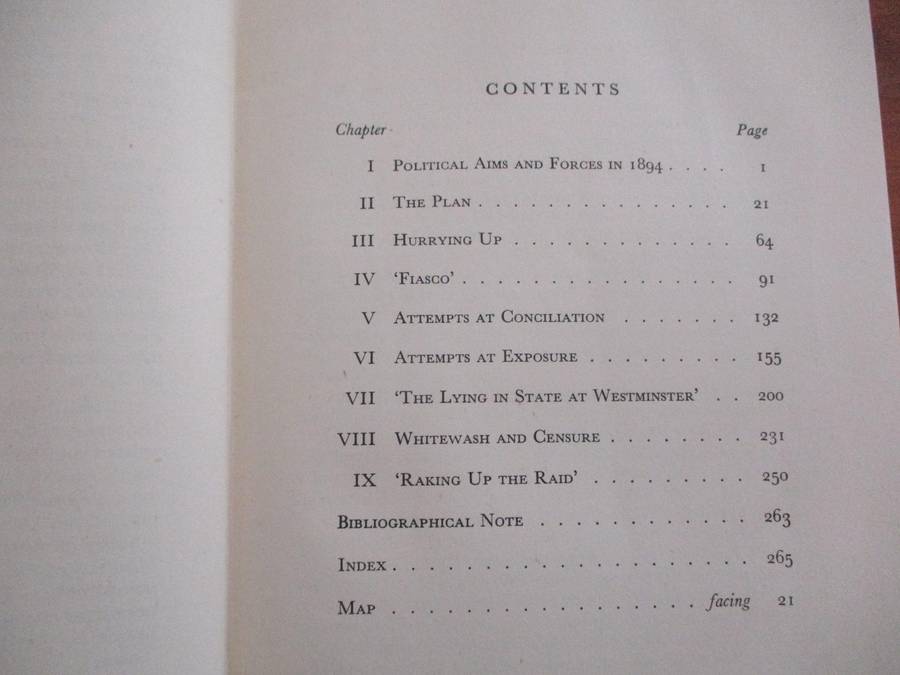 CONTENTS
Chapter Page
I Political Aims and Forces in 1894 . . . . 1
II The Plan . . . . . . . . . . . . . . . 21
III Hurrying Up . . . . . . . . . . . . . 64
IV ‘Fiasco’ . . . . . . . . . . . . . . . . 91
V Attempts at Conciliation . . . . . . . 132
VI Attempts at Exposure . . . . . . . . . 155
VII ‘The Lying in State at Westminster’ . . 200
VIII Whitewash and Censure . . . . . . . . 231
IX ‘Raking Up the Raid’ . . . . . . . . . 250
Bibliographical Note . . . . . . . . . . . . 263
Index . . . . . . . . . . . . . . . . . . . . 265
Map . . . . . . . . . . . . . . . . . facing 21